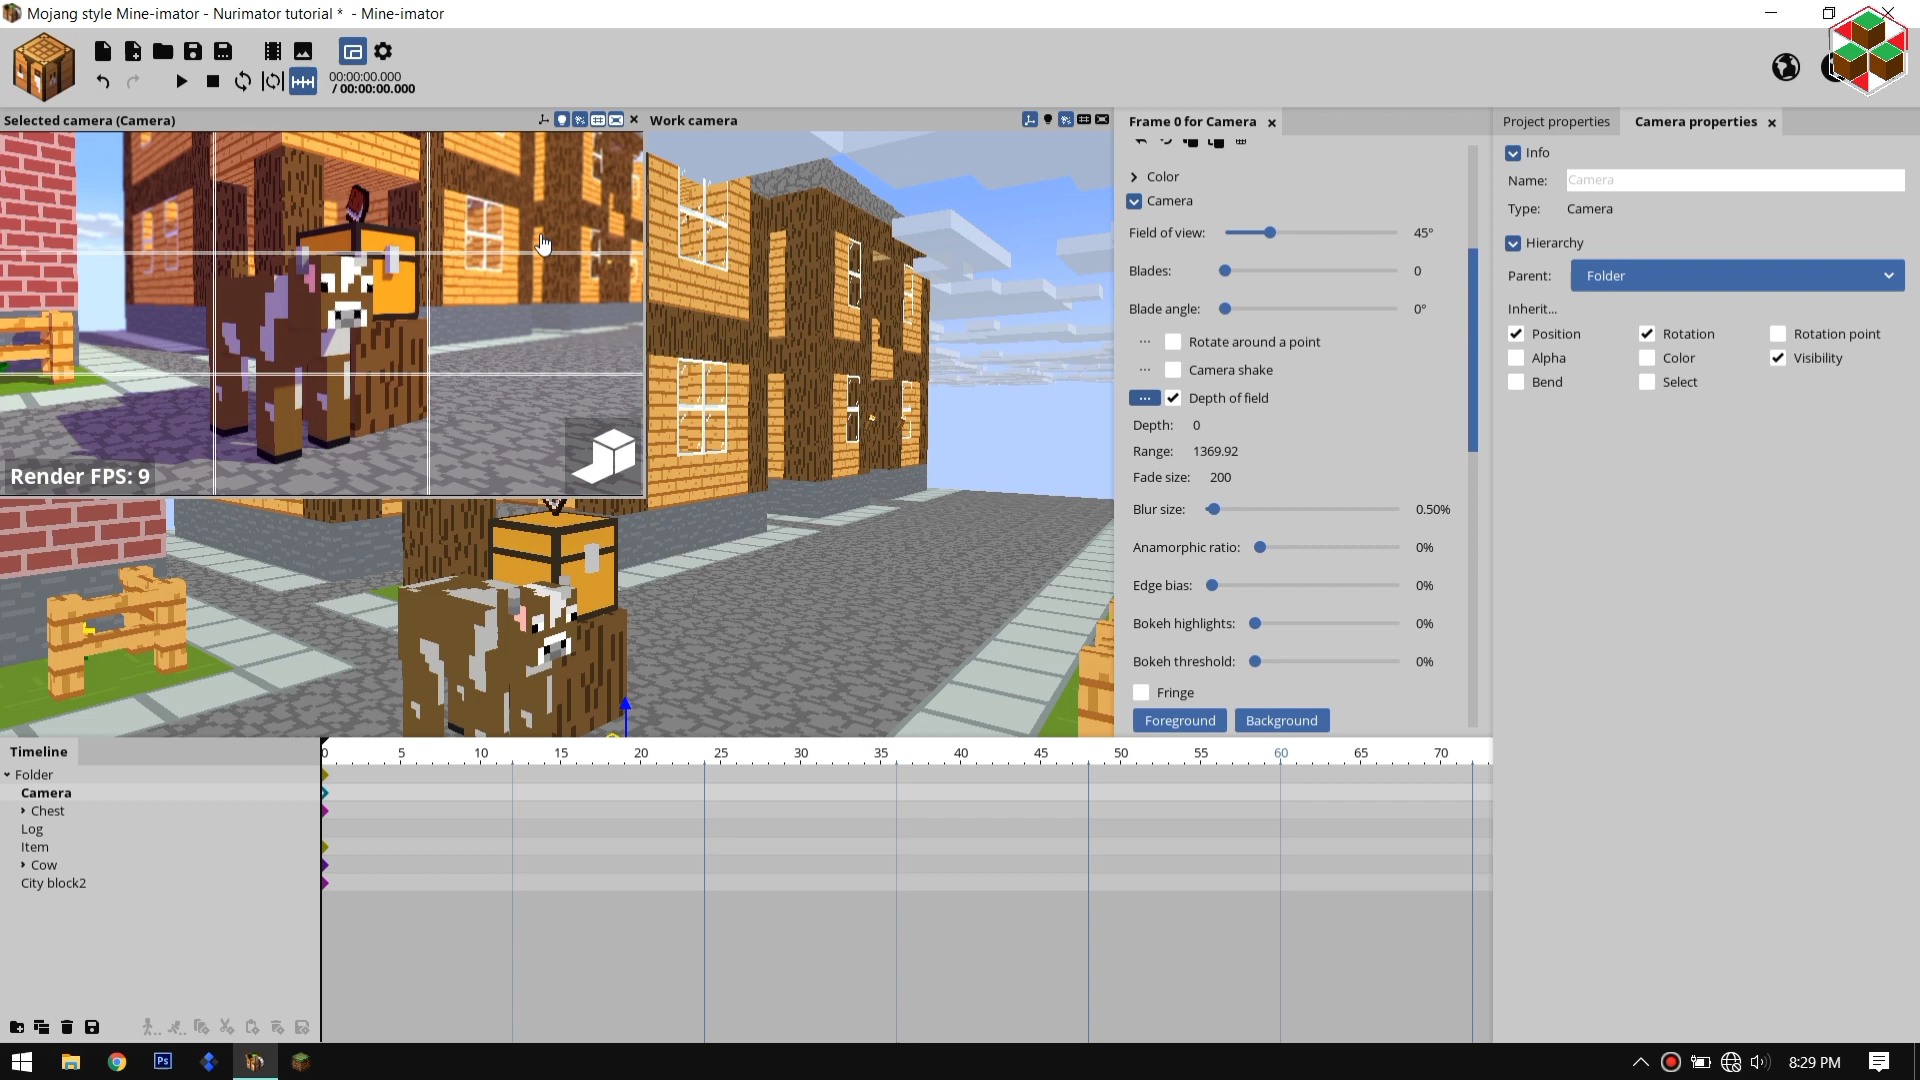 Mojang style Mine-imator - Nurimator tutorial * - Mine-imator
00:00:00.000
/ 00:00:00.000
Selected camera (Camera)
Work camera
Render FPS: 9
Frame 0 for Camera
Color
Camera
Field of view: 45°
Blades: 0
Blade angle: 0°
Rotate around a point
Camera shake
Depth of field
Depth: 0
Range: 1369.92
Fade size: 200
Blur size: 0.50%
Anamorphic ratio: 0%
Edge bias: 0%
Bokeh highlights: 0%
Bokeh threshold: 0%
Fringe
Foreground Background
Project properties Camera properties
Info
Name: Camera
Type: Camera
Hierarchy
Parent: Folder
Inherit...
Position Rotation Rotation point
Alpha Color Visibility
Bend Select
Timeline
0 5 10 15 20 25 30 35 40 45 50 55 60 65 70
Folder
Camera
Chest
Log
Item
Cow
City block2
Ps
8:29 PM